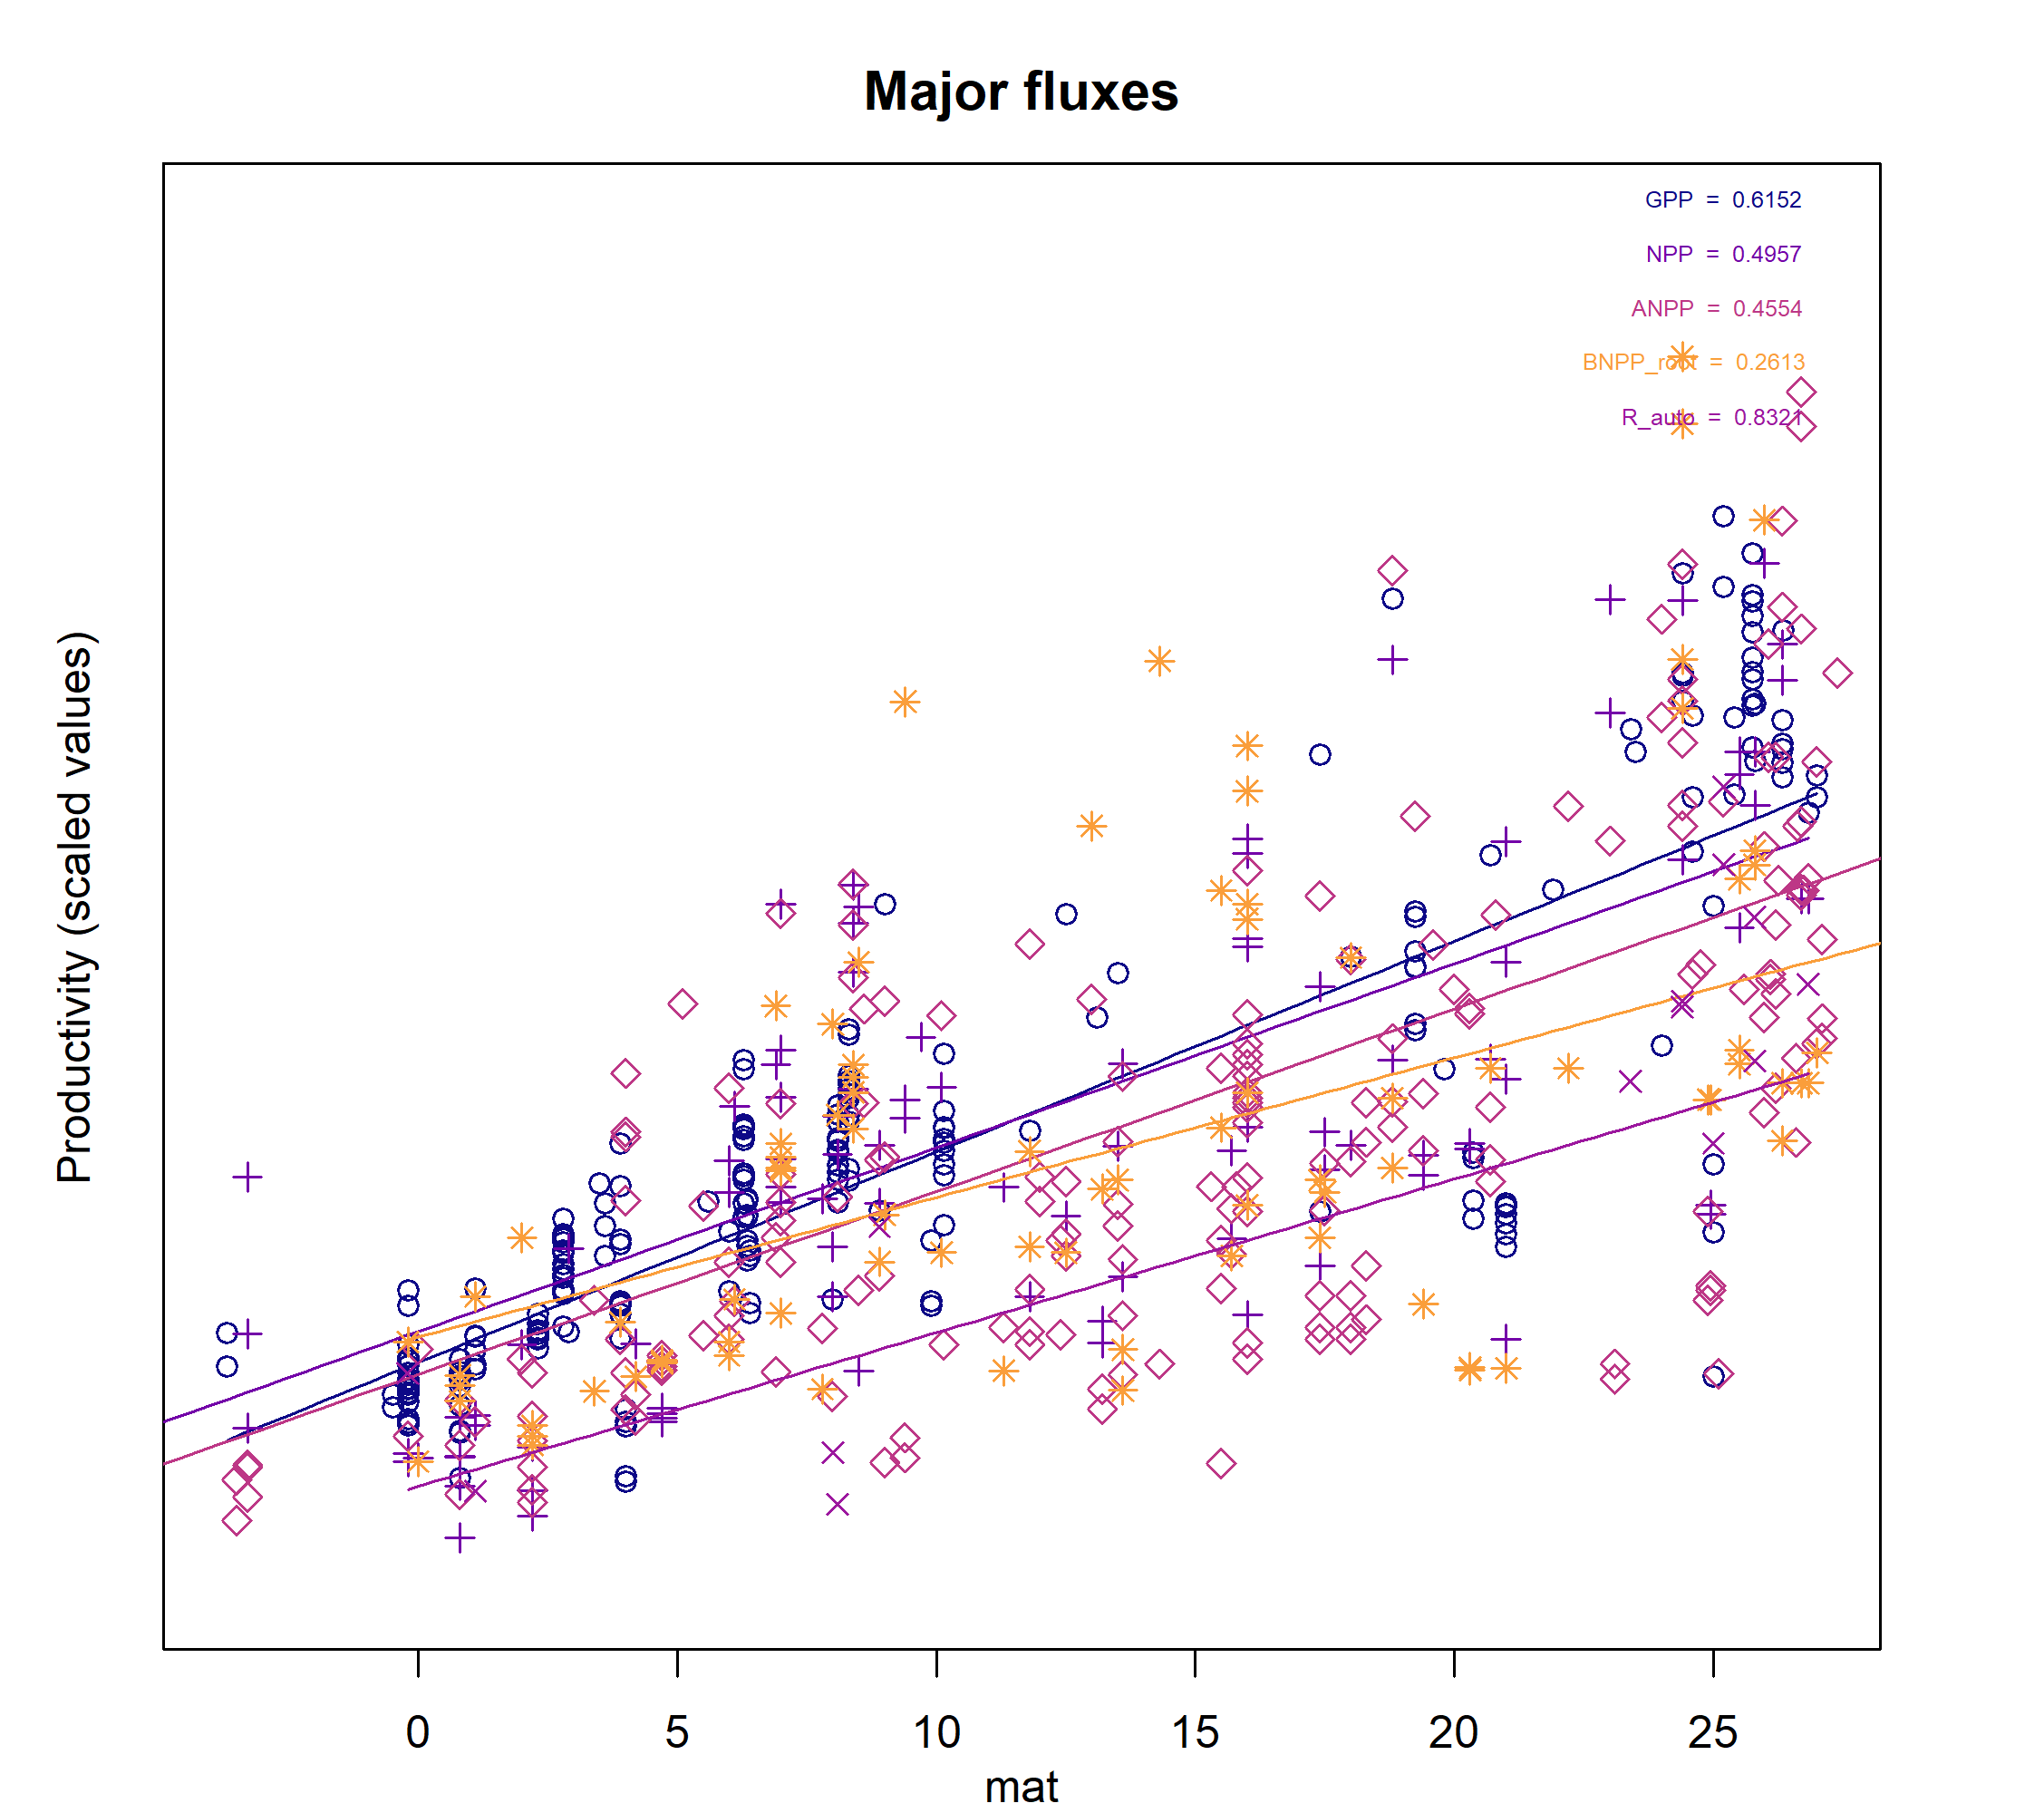 Major fluxes
GPP = 0.6152
NPP = 0.4957
ANPP = 0.4554
BNPP_root = 0.2613
R_auto = 0.8321
Productivity (scaled values)
0 5 10 15 20 25
mat